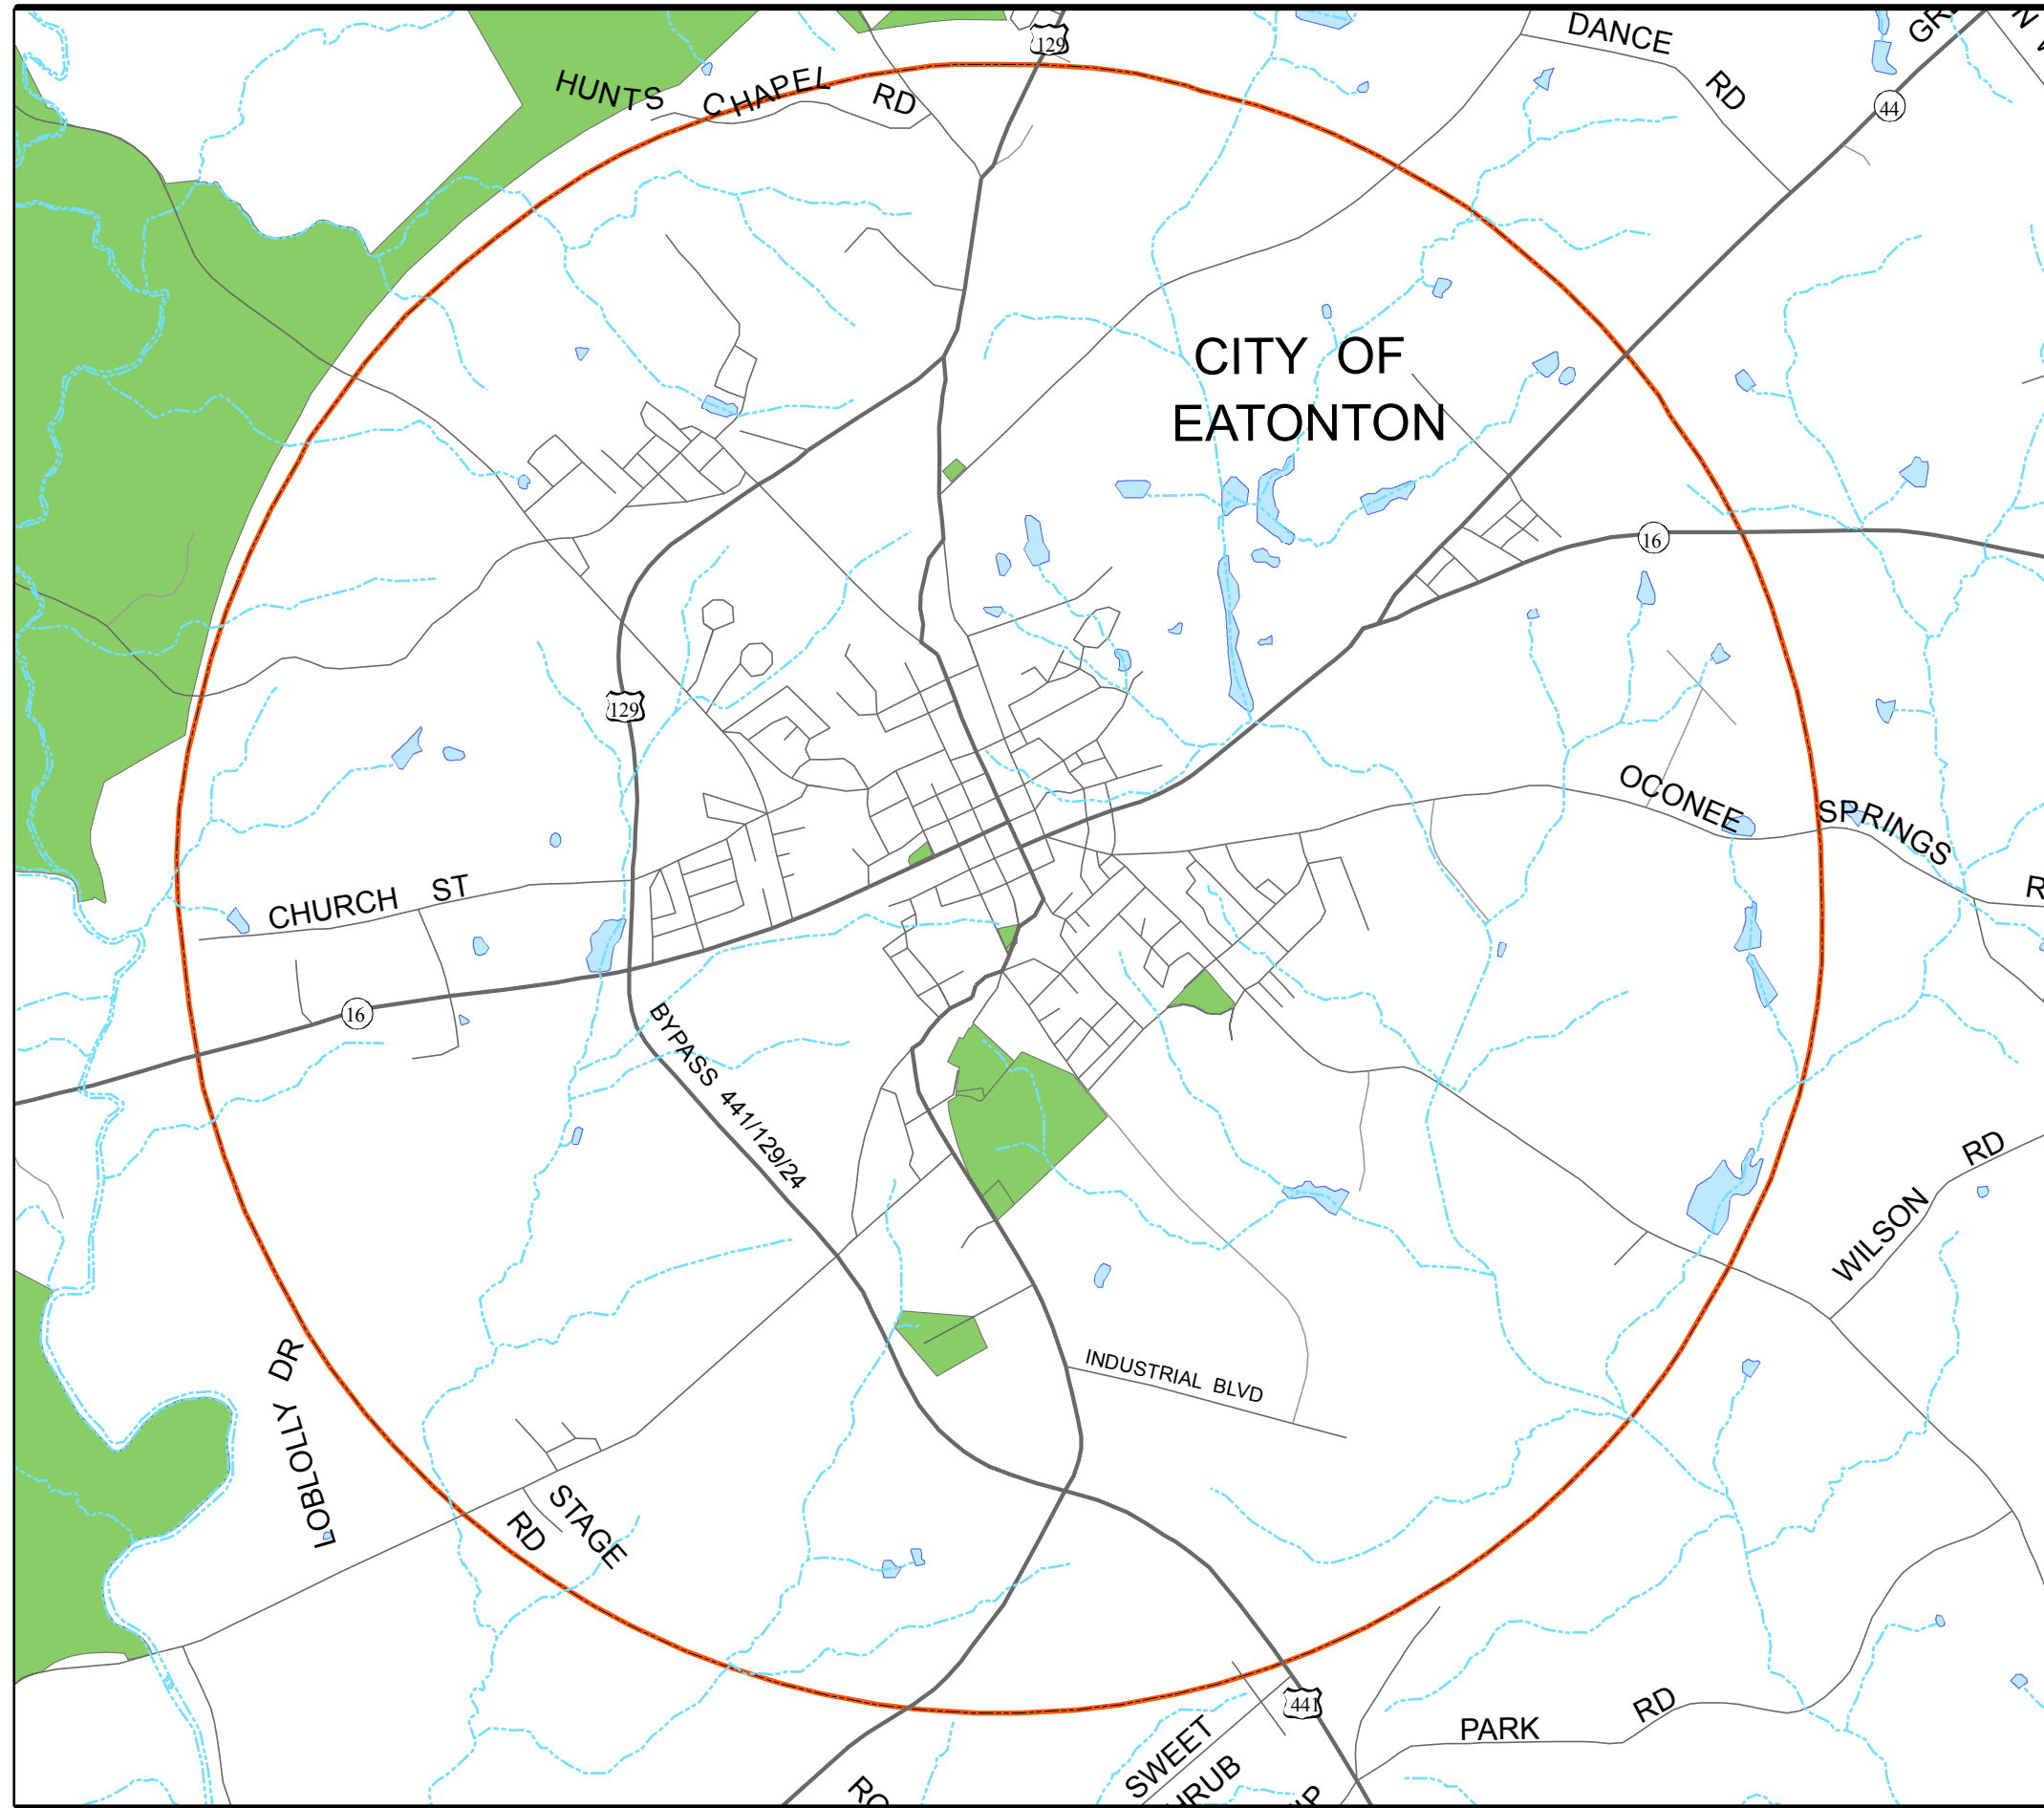 129
DANCE
RD
44
HUNTS CHAPEL RD
CITY OF
EATONTON
16
129
OCONEE SPRINGS
CHURCH ST
16
BYPASS 441/129/24
WILSON RD
LOBLOLLY DR
INDUSTRIAL BLVD
STAGE
RD
441
PARK RD
SWEET